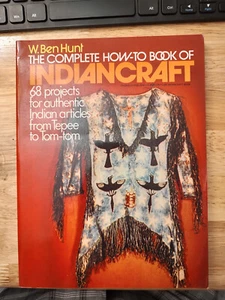 W. Ben Hunt
THE COMPLETE HOW-TO BOOK OF
INDIANCRAFT
68 projects
for authentic
Indian articles
from Tepee
to Tom-tom